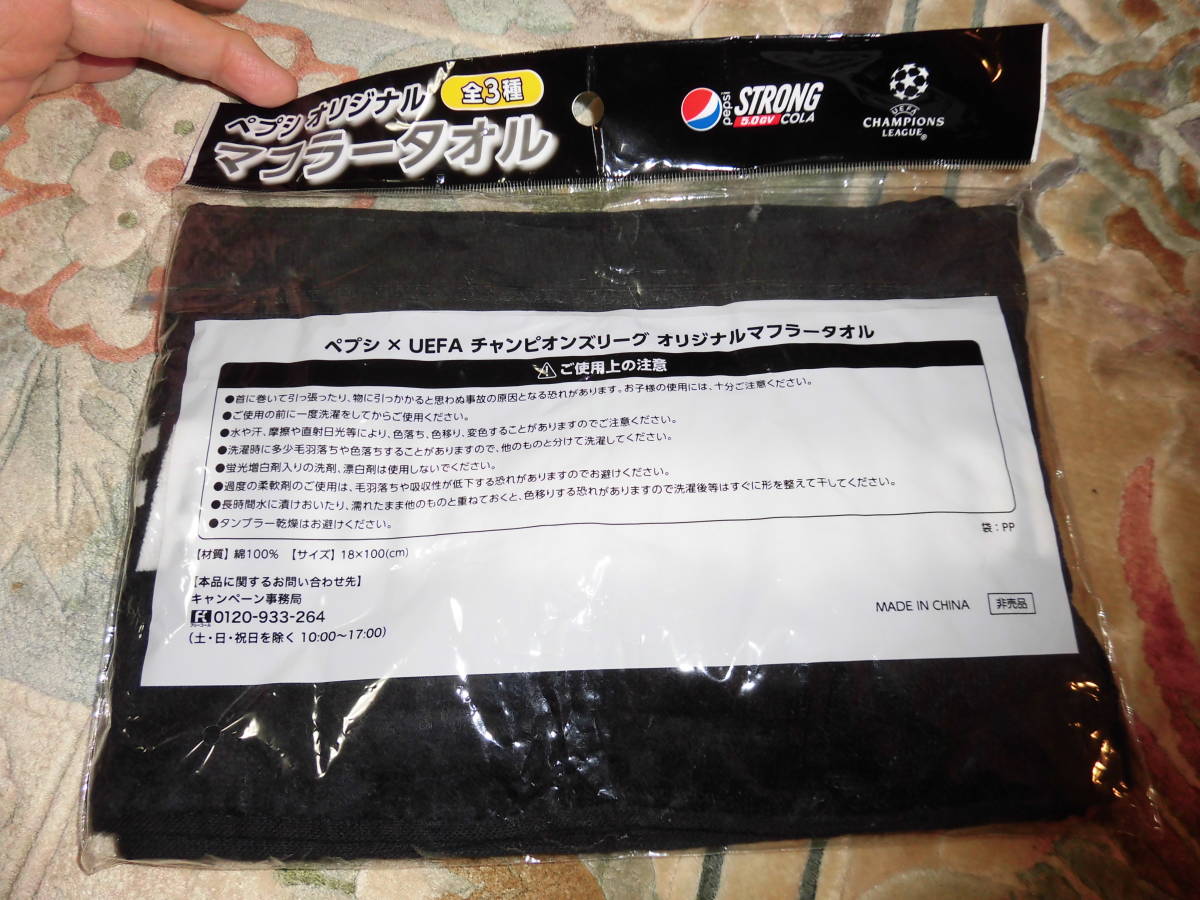 ペプシ オリジナル
全3種
マフラータオル
pepsi
STRONG
5.0GV COLA
UEFA
CHAMPIONS
LEAGUE®
ペプシ × UEFA チャンピオンズリーグ オリジナルマフラータオル
ご使用上の注意
●首に巻いて引っ張ったり、物に引っかかると思わぬ事故の原因となる恐れがあります。お子様の使用には、十分ご注意ください。
●ご使用の前に一度洗濯をしてからご使用ください。
●水や汗、摩擦や直射日光等により、色落ち、色移り、変色することがありますのでご注意ください。
●洗濯時に多少毛羽落ちや色落ちすることがありますので、他のものと分けて洗濯してください。
●蛍光増白剤入りの洗剤、漂白剤は使用しないでください。
●過度の柔軟剤のご使用は、毛羽落ちや吸収性が低下する恐れがありますのでお避けください。
●長時間水に漬けおいたり、濡れたまま他のものと重ねておくと、色移りする恐れがありますので洗濯後等はすぐに形を整えて干してください。
●タンブラー乾燥はお避けください。
袋：PP
【材質】綿100% 【サイズ】18×100(cm)
【本品に関するお問い合わせ先】
キャンペーン事務局
0120-933-264
(土・日・祝日を除く 10:00～17:00)
MADE IN CHINA 非売品